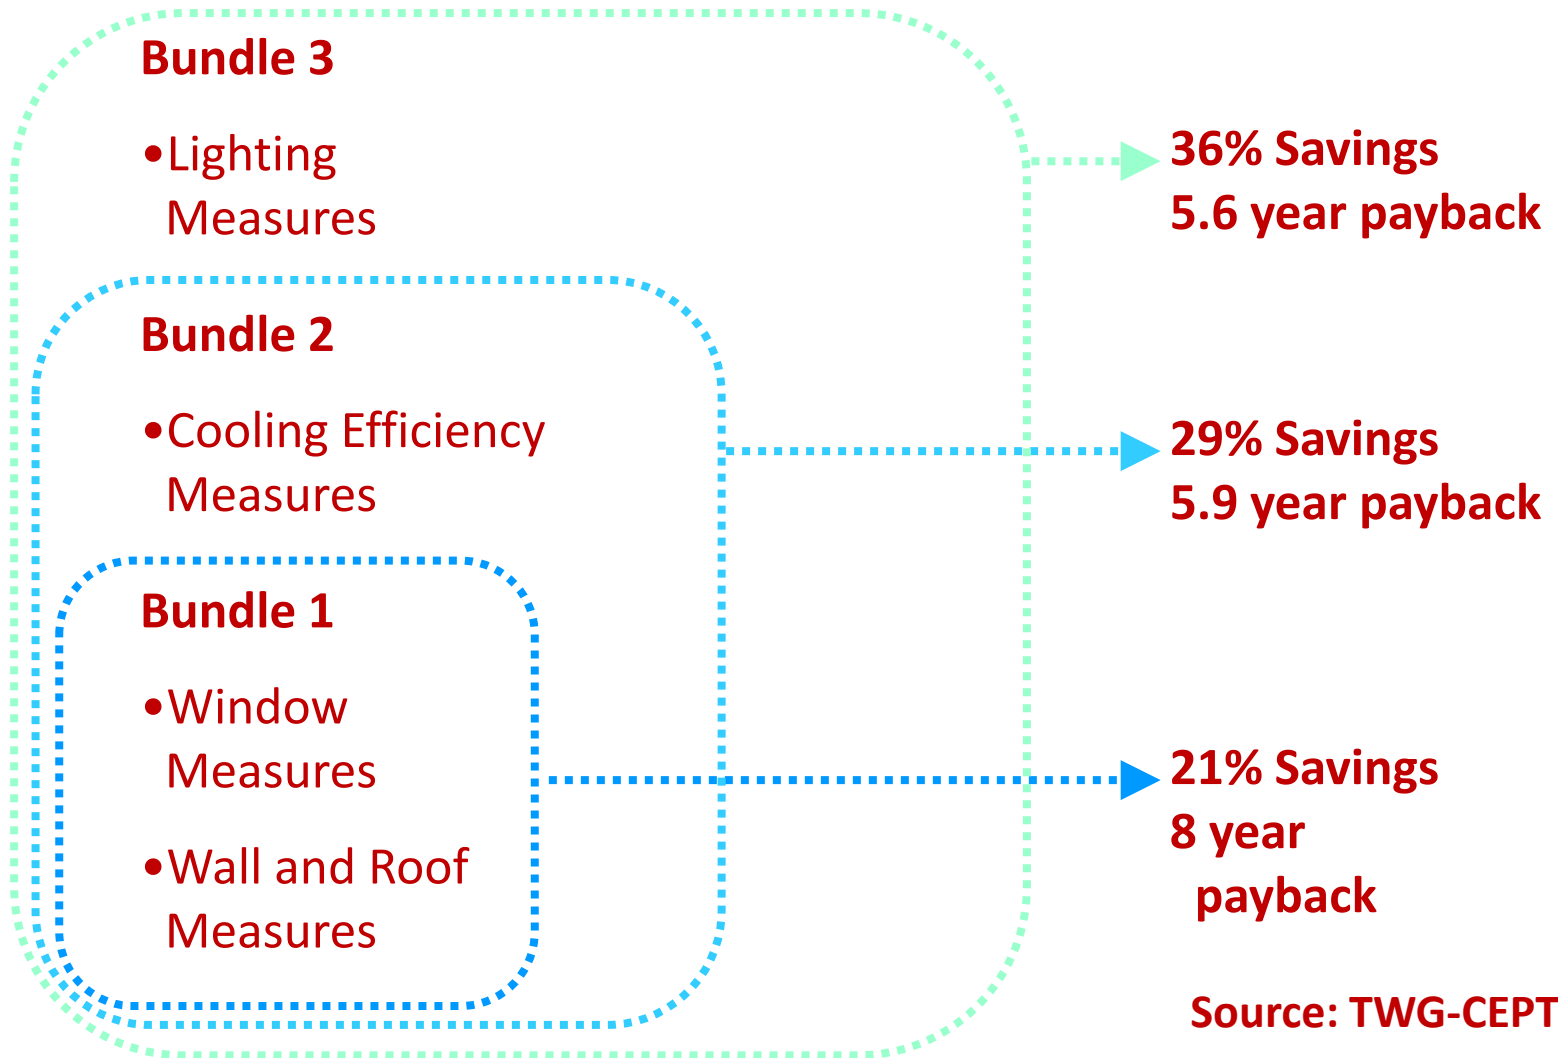 Bundle 3
•Lighting
Measures
36% Savings
5.6 year payback
Bundle 2
•Cooling Efficiency
Measures
29% Savings
5.9 year payback
Bundle 1
•Window
Measures
•Wall and Roof
Measures
21% Savings
8 year
payback
Source: TWG-CEPT